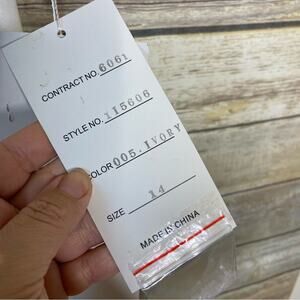 CONTRACT NO. 6061
STYLE NO. 115606
COLOR 005. IVORY
SIZE 14
MADE IN CHINA